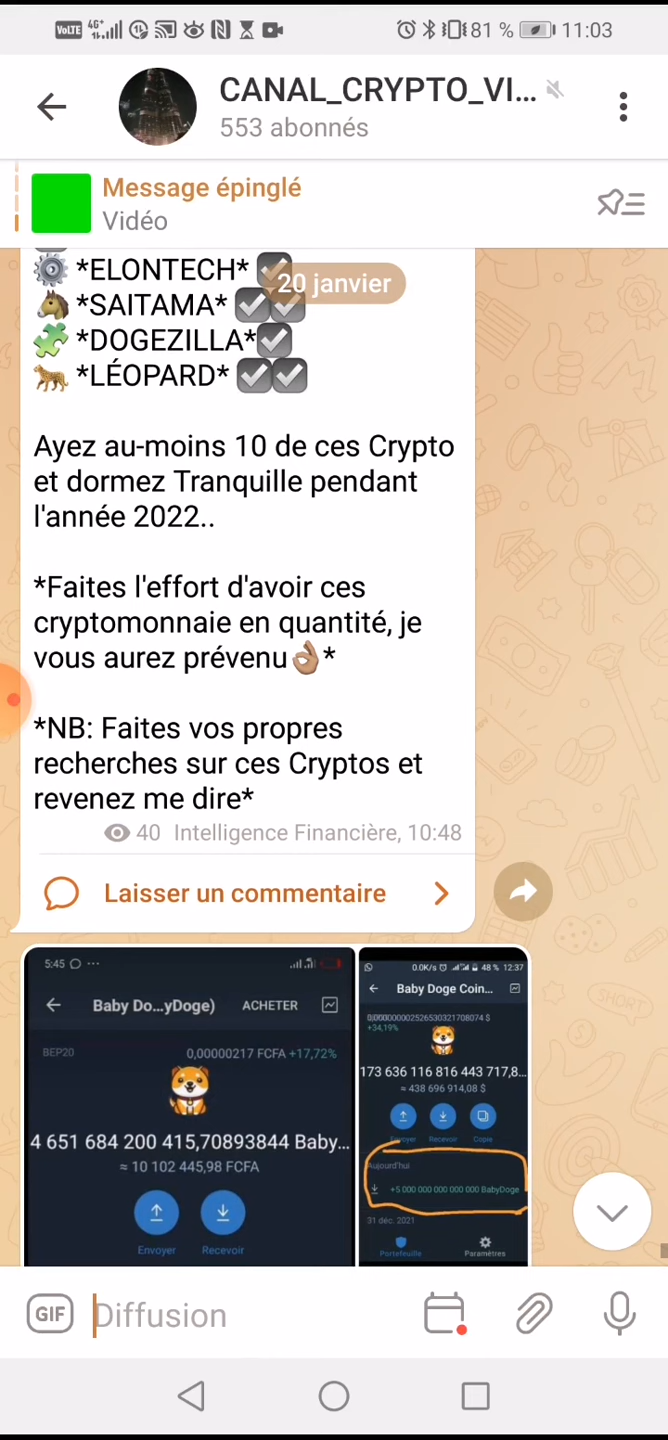 VoLTE 4G+ 81 % 11:03
CANAL_CRYPTO_VI...
553 abonnés
Message épinglé
Vidéo
*ELONTECH*
20 janvier
*SAITAMA*
*DOGEZILLA*
*LÉOPARD*
Ayez au-moins 10 de ces Crypto
et dormez Tranquille pendant
l'année 2022..
*Faites l'effort d'avoir ces
cryptomonnaie en quantité, je
vous aurez prévenu👌🏽*
*NB: Faites vos propres
recherches sur ces Cryptos et
revenez me dire*
40 Intelligence Financière, 10:48
Laisser un commentaire
5:45
Baby Do...yDoge) ACHETER
BEP20 0,00000217 FCFA +17,72%
4 651 684 200 415,70893844 Baby...
≈ 10 102 445,98 FCFA
Envoyer Recevoir
0.0K/s 48 % 12:37
Baby Doge Coin...
+34,19%
173 636 116 816 443 717,8...
≈ 438 696 914,08 $
Envoyer Recevoir Copie
Aujourd'hui
+5 000 000 000 000 000 BabyDoge
31 déc. 2021
Portefeuille Paramètres
GIF Diffusion